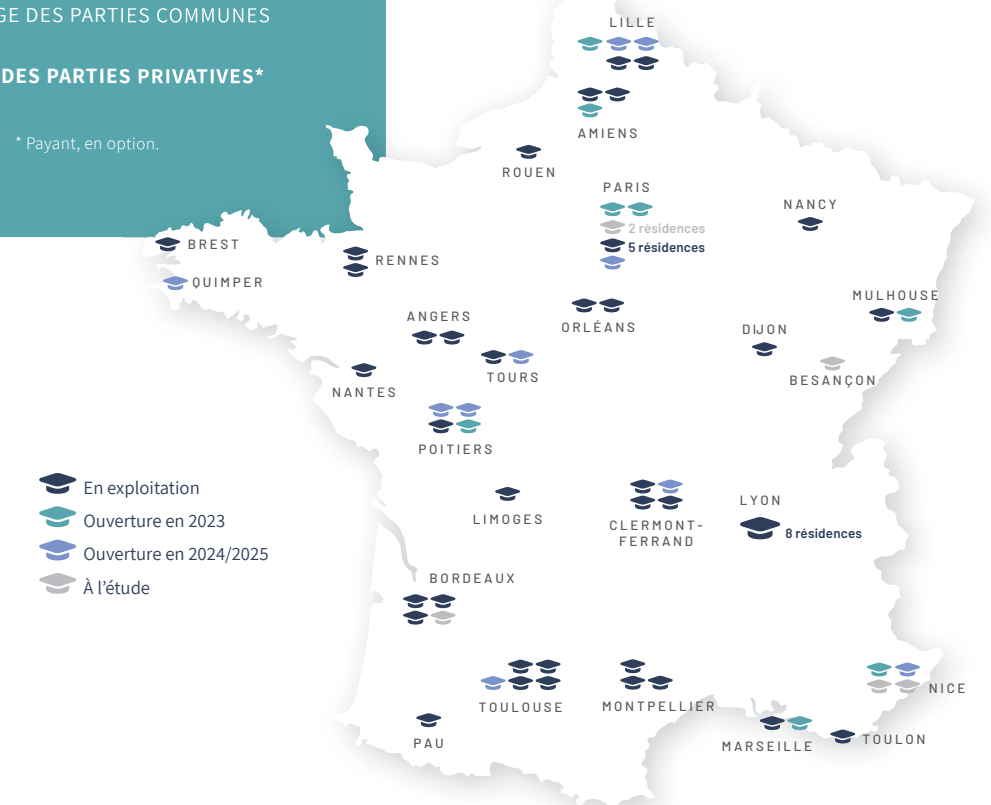 GE DES PARTIES COMMUNES
DES PARTIES PRIVATIVES*
* Payant, en option.
LILLE
AMIENS
ROUEN
PARIS
2 résidences
5 résidences
NANCY
BREST
RENNES
QUIMPER
MULHOUSE
ANGERS
ORLÉANS
DIJON
TOURS
BESANÇON
NANTES
POITIERS
En exploitation
Ouverture en 2023
Ouverture en 2024/2025
À l'étude
LIMOGES
CLERMONT-
FERRAND
LYON
8 résidences
BORDEAUX
TOULOUSE
MONTPELLIER
NICE
PAU
MARSEILLE
TOULON